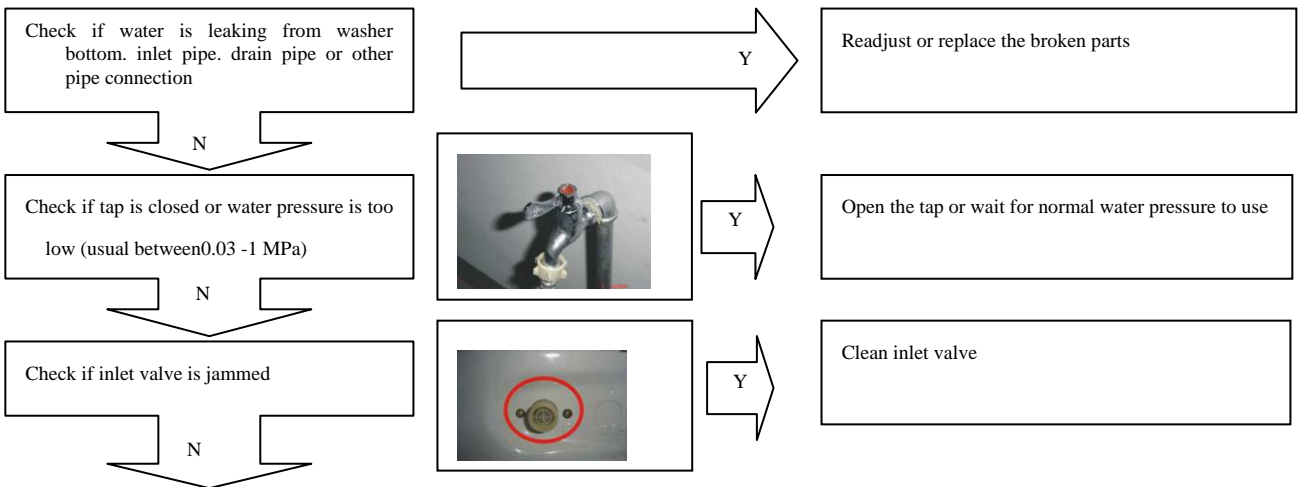 Check if water is leaking from washer
bottom. inlet pipe. drain pipe or other
pipe connection
Y
Readjust or replace the broken parts
N
Check if tap is closed or water pressure is too
low (usual between0.03 -1 MPa)
Y
Open the tap or wait for normal water pressure to use
N
Check if inlet valve is jammed
Y
Clean inlet valve
N